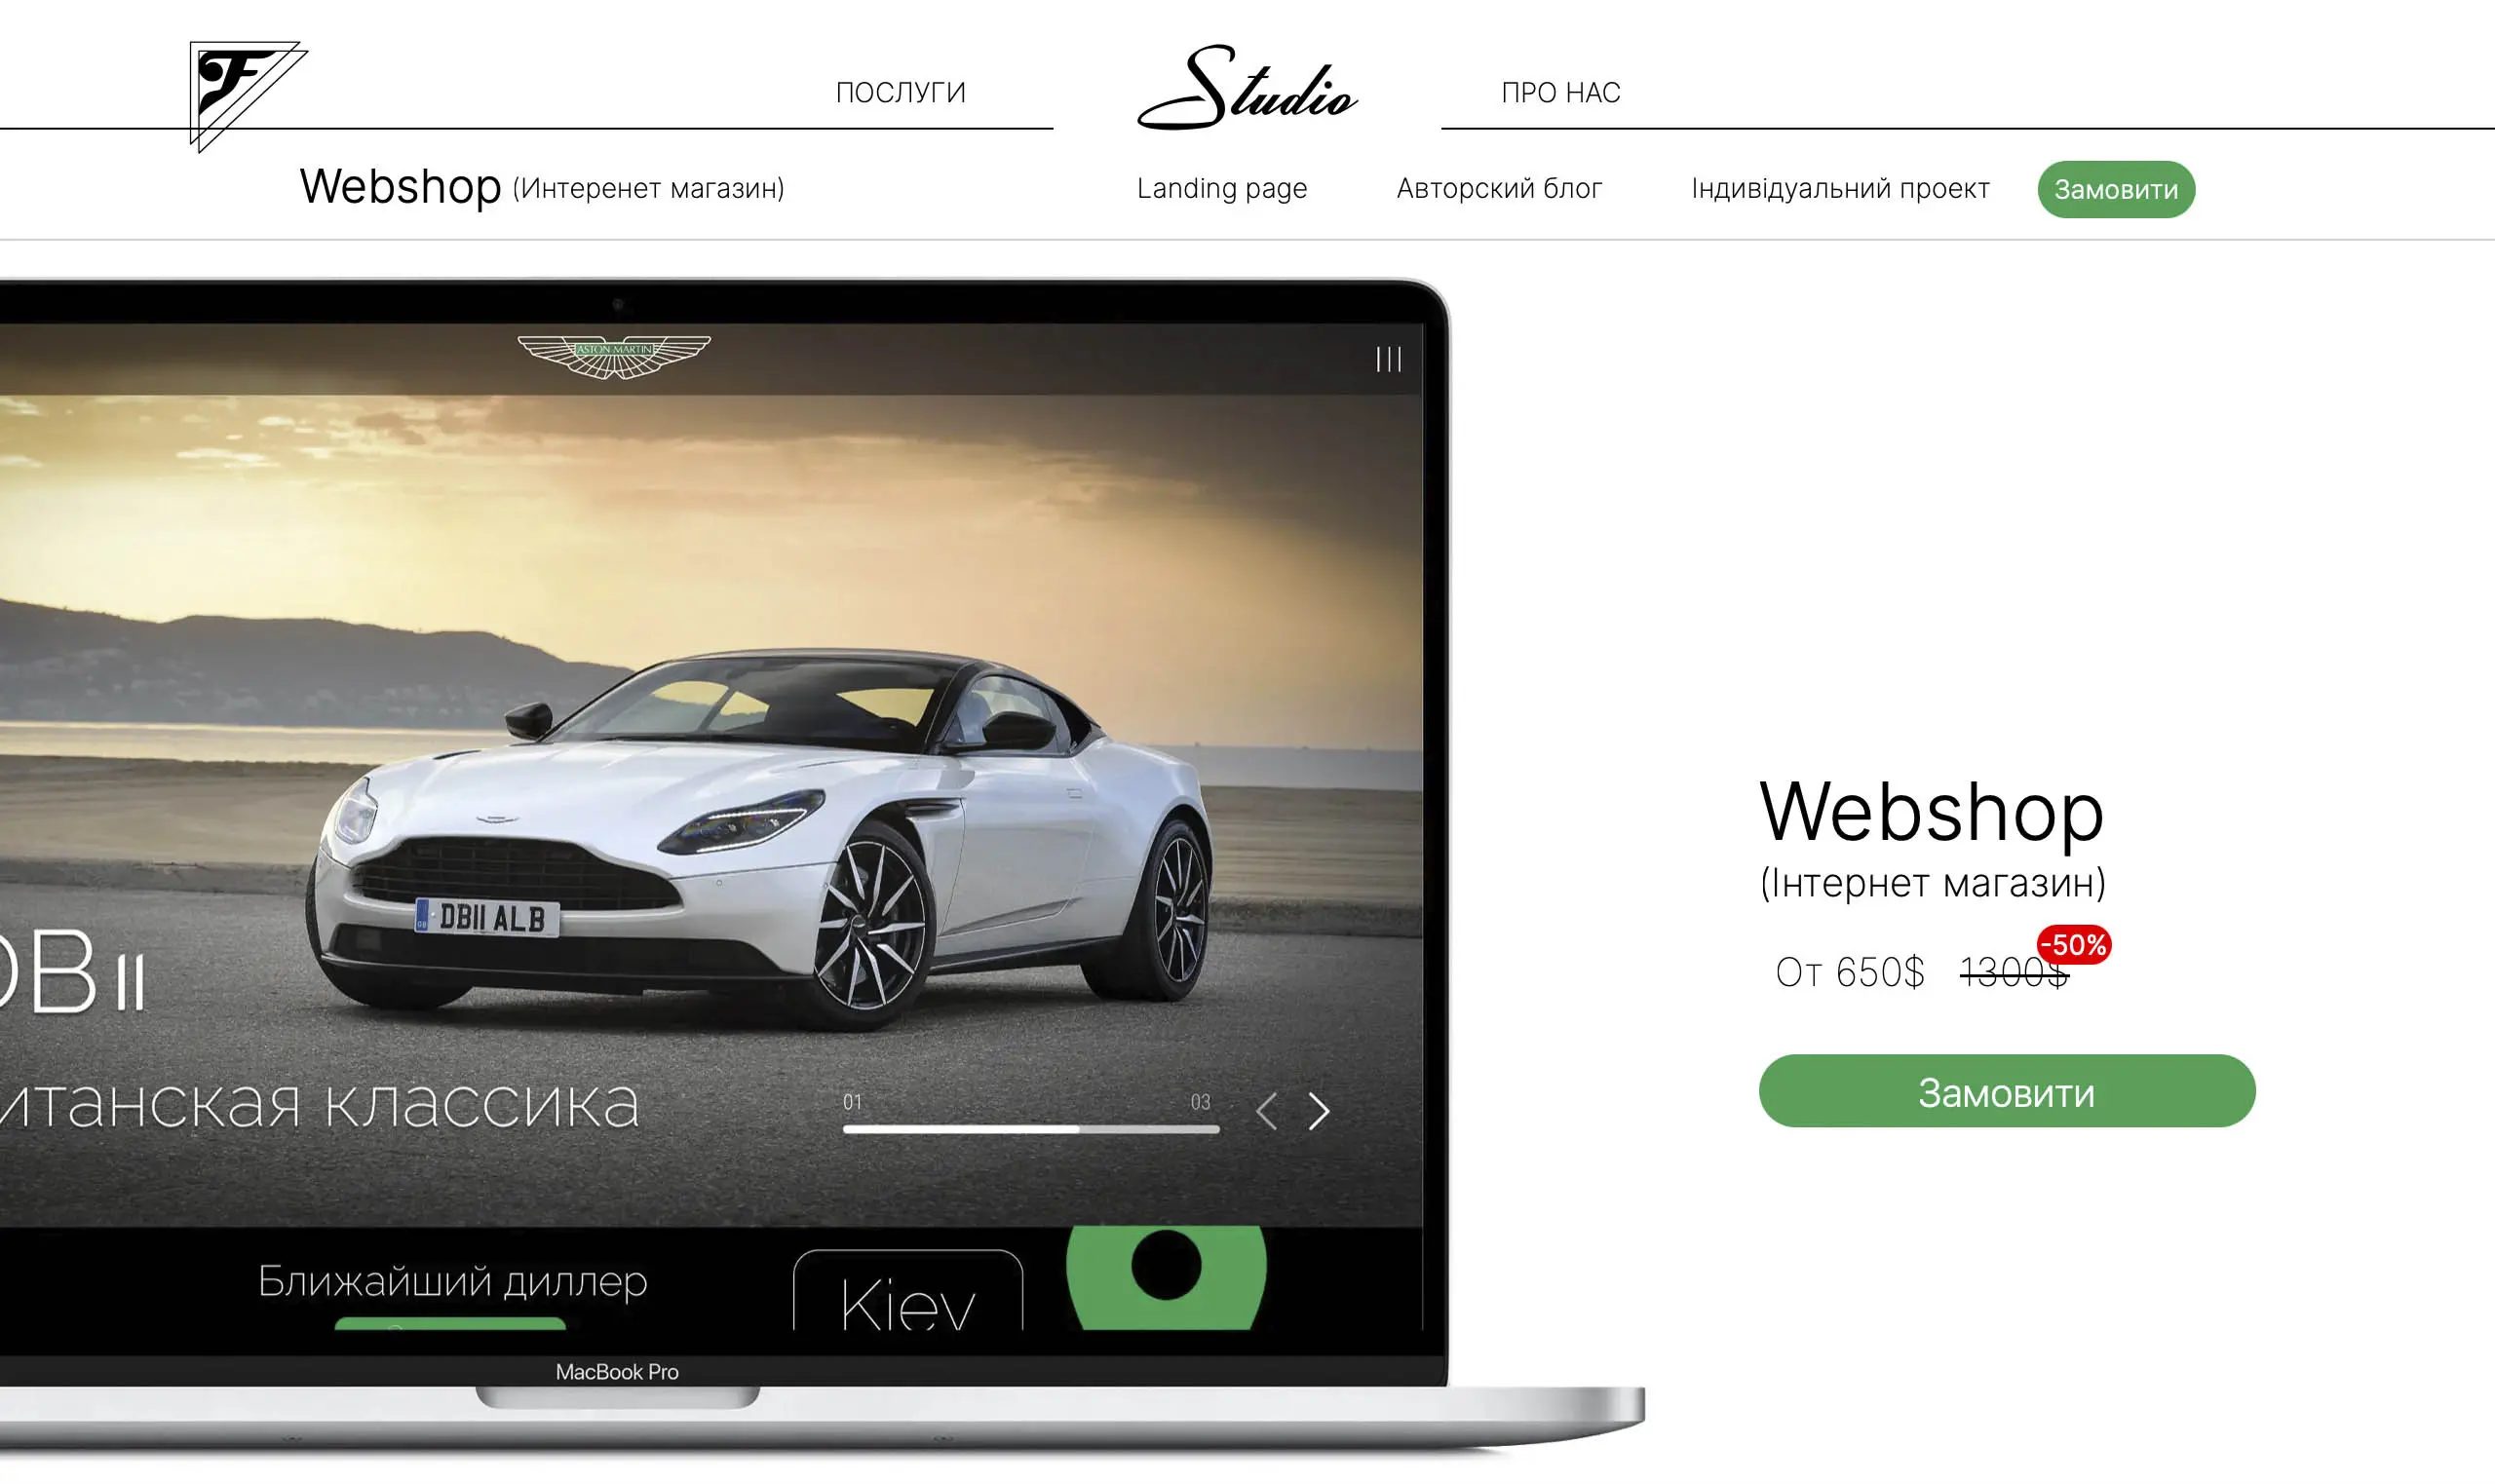 ПОСЛУГИ
Studio
ПРО НАС
Webshop (Интеренет магазин)
Landing page
Авторский блог
Індивідуальний проект
Замовити
ASTON MARTIN
DB11 ALB
DB11
итанская классика
01
03
Ближайший диллер
Kiev
MacBook Pro
Webshop
(Інтернет магазин)
-50%
От 650$ 1300$
Замовити